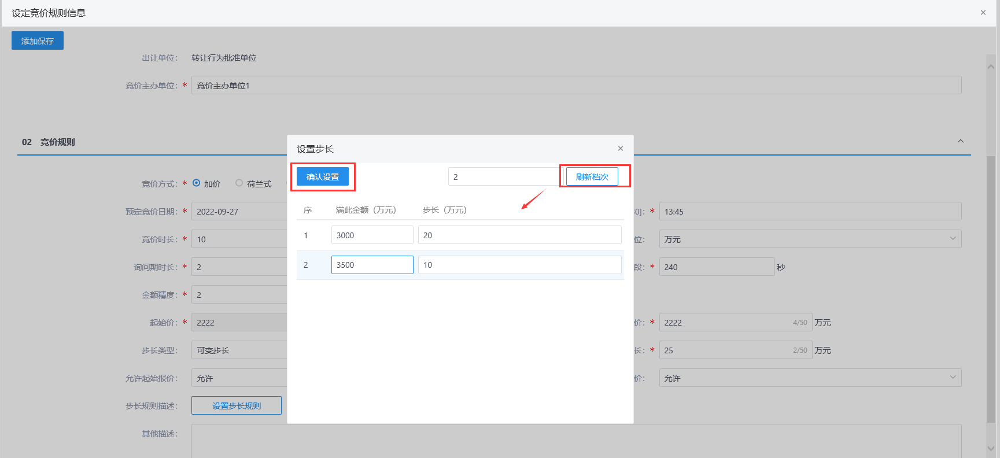 设定竞价规则信息
添加保存
出让单位： 转让行为批准单位
竞价主办单位：* 竞价主办单位1
02 竞价规则
设置步长
确认设置 2 刷新档次
序 满此金额（万元） 步长（万元）
1 3000 20
2 3500 10
竞价方式：* 加价 荷兰式
预定竞价日期：* 2022-09-27 30]：* 13:45
竞价时长：* 10 位： 万元
询问期时长：* 2 段：* 240 秒
金额精度：* 2
起始价：* 2222 价：* 2222 4/50 万元
步长类型： 可变步长 长：* 25 2/50 万元
允许起始报价： 允许 价： 允许
步长规则描述： 设置步长规则
其他描述：